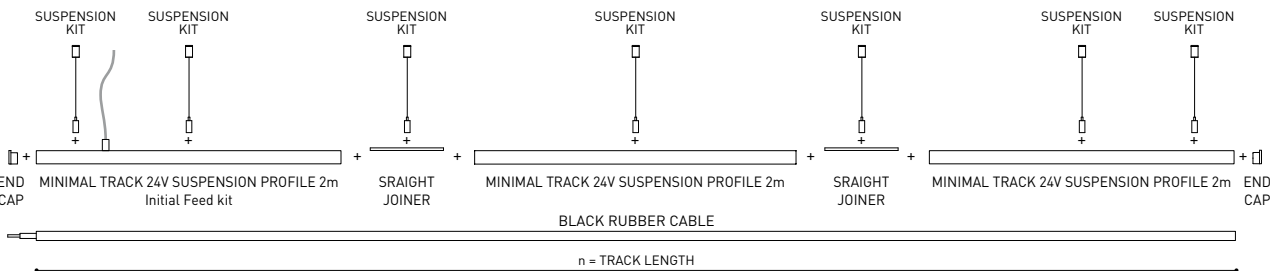 SUSPENSION
KIT
SUSPENSION
KIT
SUSPENSION
KIT
SUSPENSION
KIT
SUSPENSION
KIT
SUSPENSION
KIT
SUSPENSION
KIT
+ + + + + + +
+ + + + + +
END
CAP
MINIMAL TRACK 24V SUSPENSION PROFILE 2m
Initial Feed kit
SRAIGHT
JOINER
MINIMAL TRACK 24V SUSPENSION PROFILE 2m
SRAIGHT
JOINER
MINIMAL TRACK 24V SUSPENSION PROFILE 2m
END
CAP
BLACK RUBBER CABLE
n = TRACK LENGTH